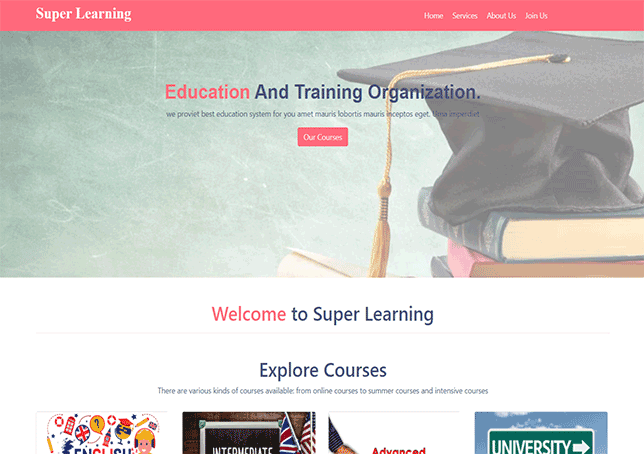 Super Learning
Home Services About Us Join Us
Education And Training Organization.
we proviet best education system for you amet mauris lobortis mauris inceptos eget. Urna imperdiet
Our Courses
Welcome to Super Learning
Explore Courses
There are various kinds of courses available: from online courses to summer courses and intensive courses
ENGLISH
INTERMEDIATE
Advanced
UNIVERSITY